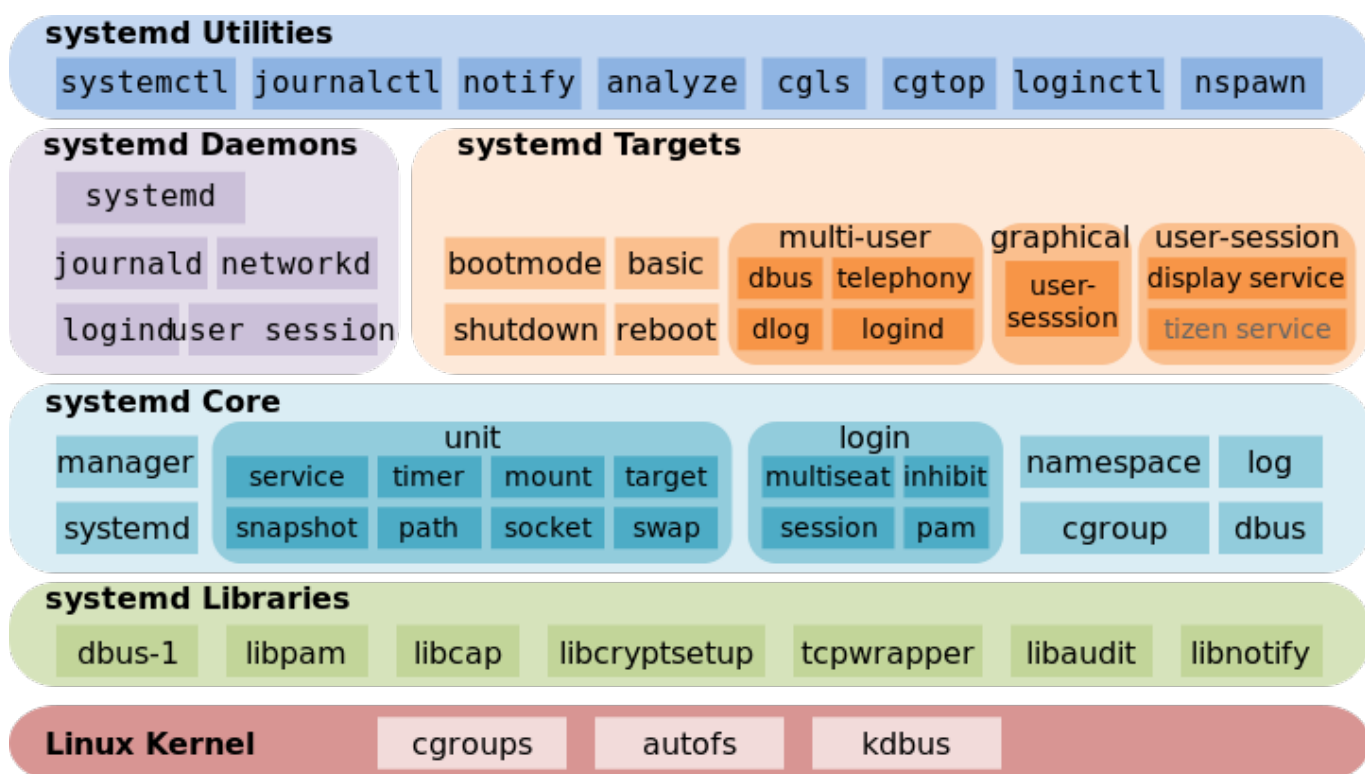 systemd Utilities
systemctl journalctl notify analyze cgls cgtop loginctl nspawn
systemd Daemons
systemd
journald networkd
logind user session
systemd Targets
bootmode basic
shutdown reboot
multi-user
dbus telephony
dlog logind
graphical
user-
sesssion
user-session
display service
tizen service
systemd Core
manager
systemd
unit
service timer mount target
snapshot path socket swap
login
multiseat inhibit
session pam
namespace log
cgroup dbus
systemd Libraries
dbus-1 libpam libcap libcryptsetup tcpwrapper libaudit libnotify
Linux Kernel cgroups autofs kdbus